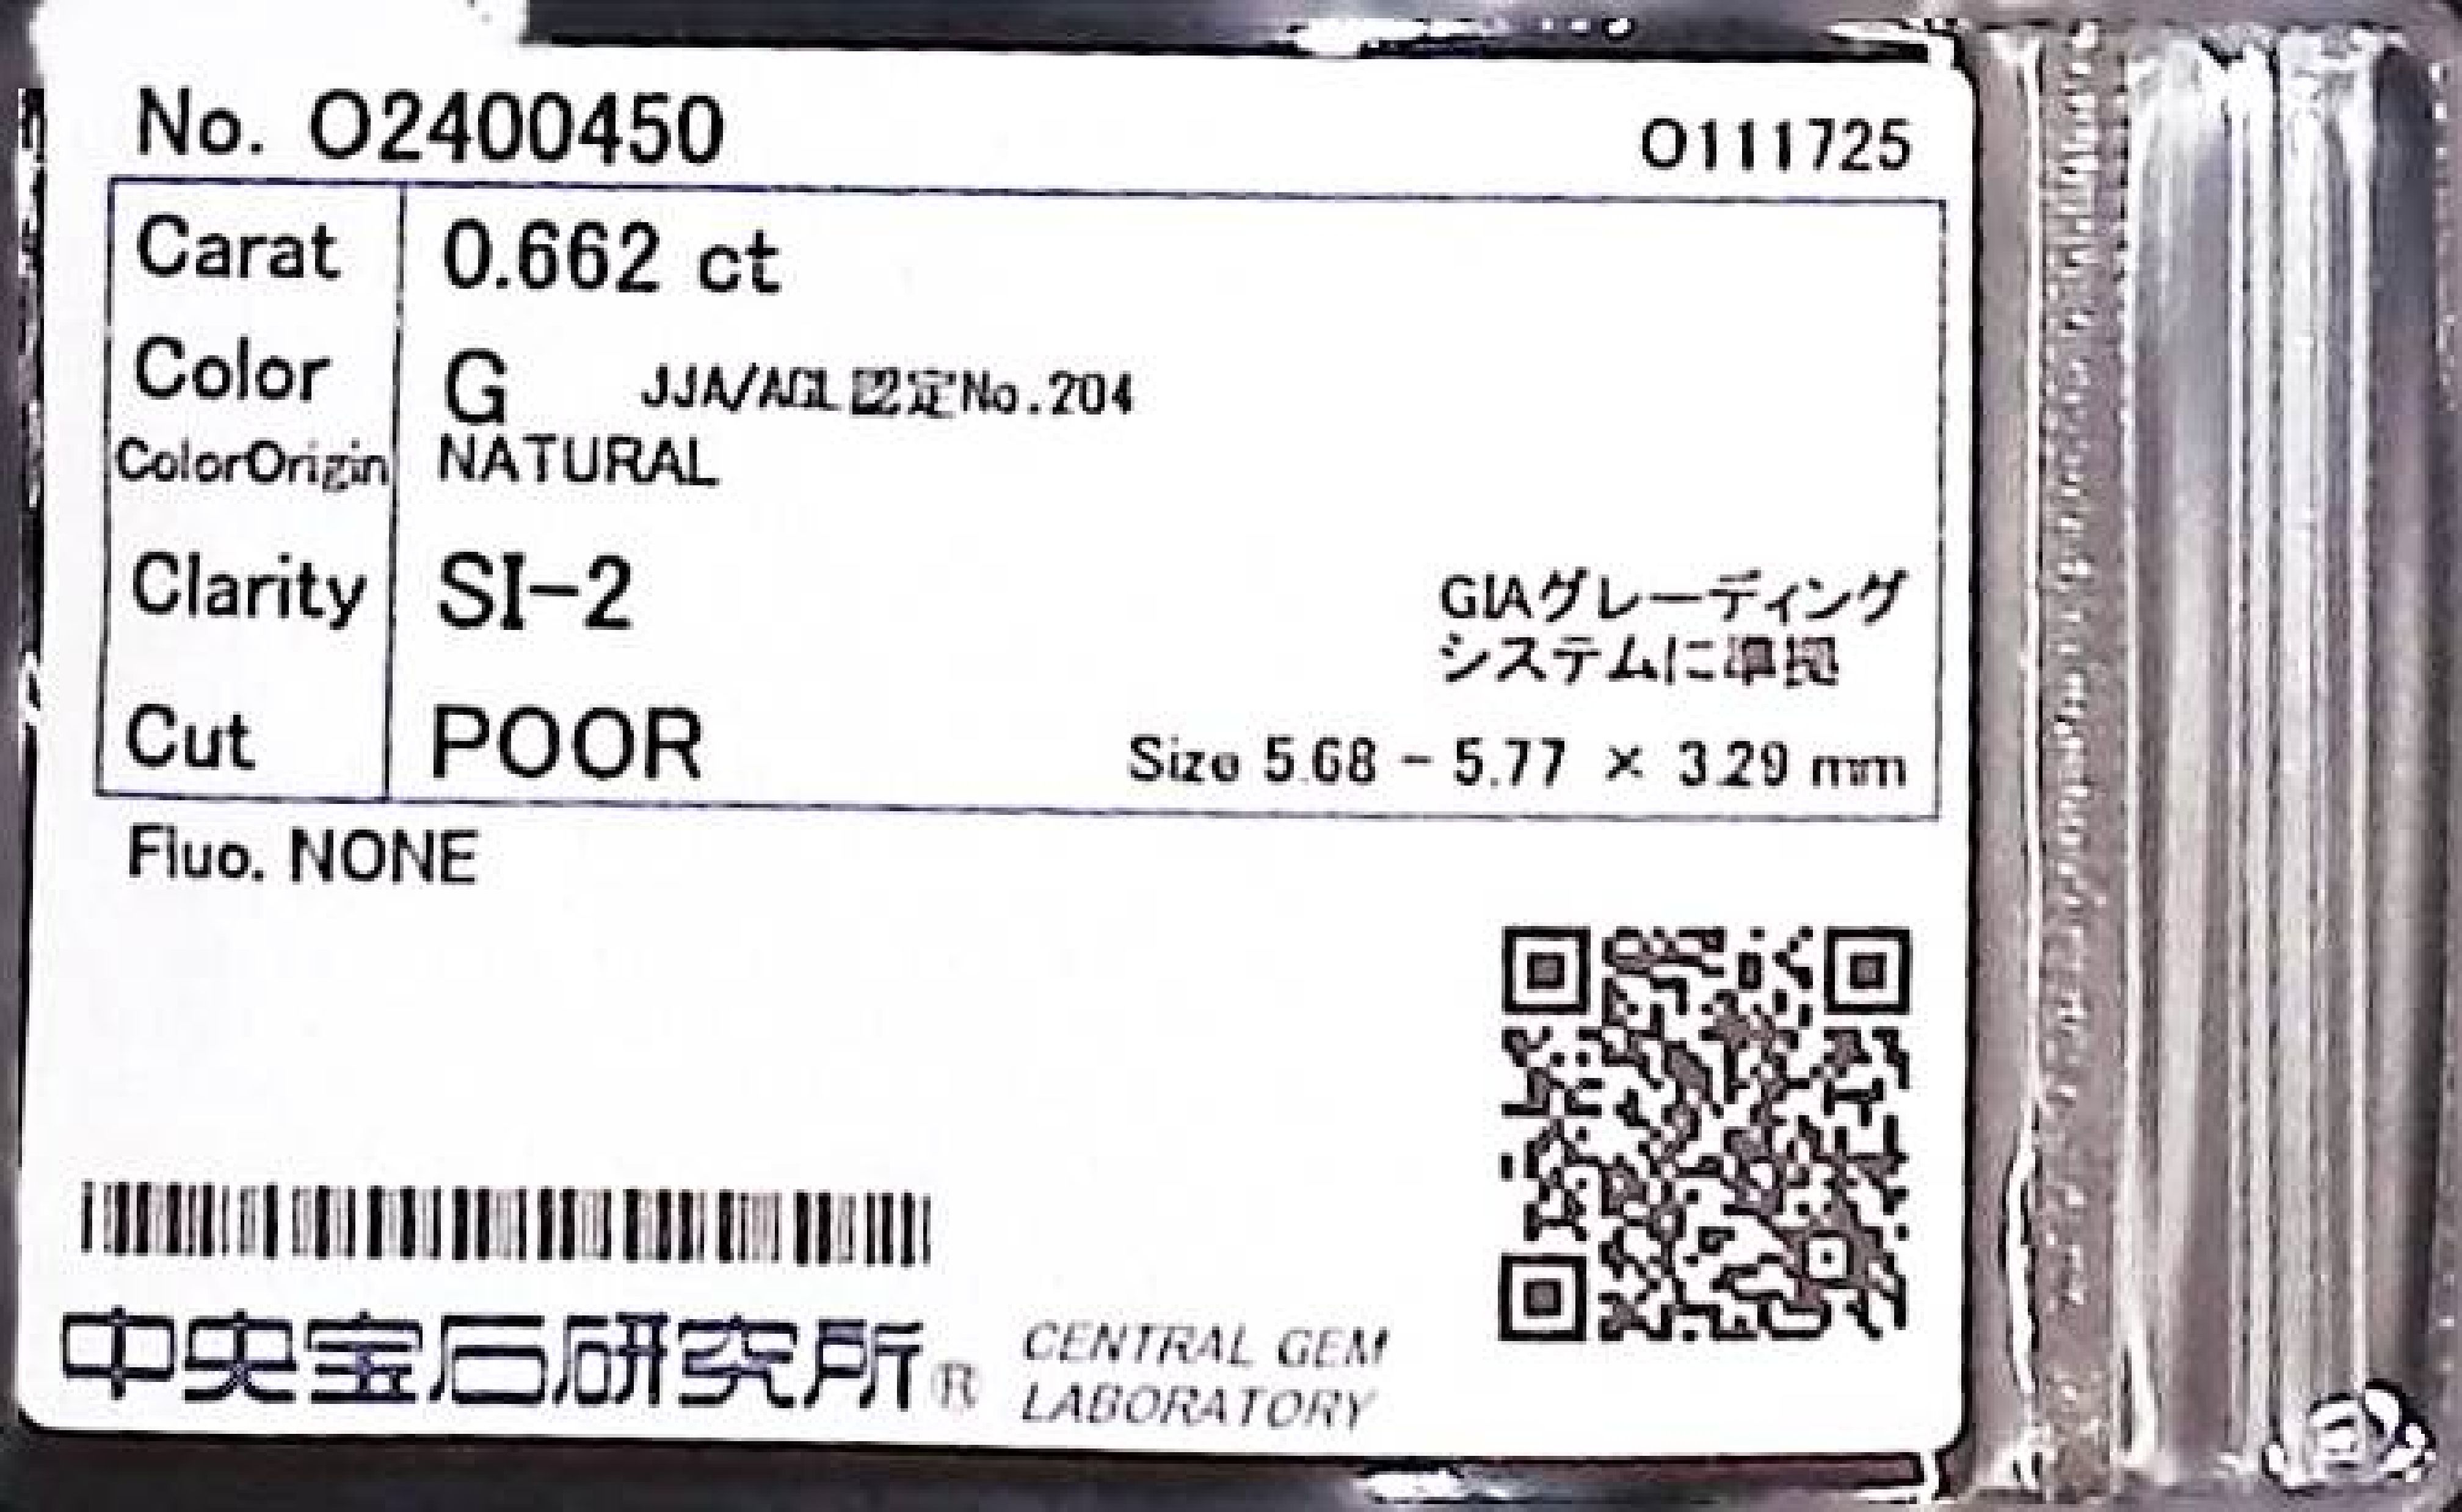 No. O2400450
O111725
Carat 0.662 ct
Color G JJA/AGL認定No.204
ColorOrigin NATURAL
Clarity SI-2
GIAグレーディング
システムに準拠
Cut POOR
Size 5.68 - 5.77 × 3.29 mm
Fluo. NONE
中央宝石研究所® CENTRAL GEM
LABORATORY